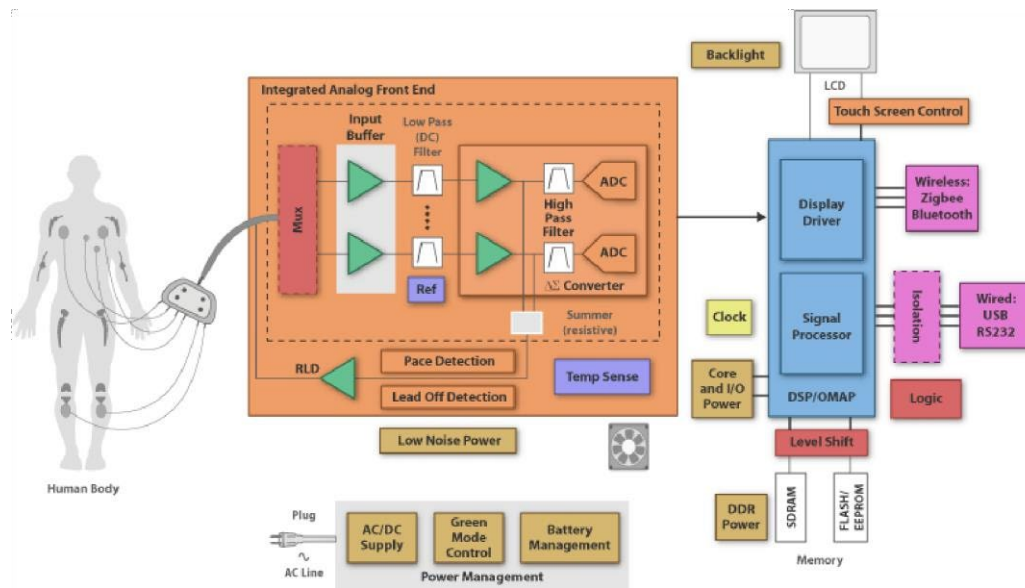 Backlight
LCD
Touch Screen Control
Integrated Analog Front End
Input
Buffer
Low Pass
(DC)
Filter
Mux
ADC
High
Pass
Filter
ADC
Ref
ΔΣ Converter
Summer
(resistive)
RLD
Pace Detection
Lead Off Detection
Temp Sense
Low Noise Power
Display
Driver
Wireless:
Zigbee
Bluetooth
Signal
Processor
Isolation
Wired:
USB
RS232
Clock
Core
and I/O
Power
DSP/OMAP
Logic
Level Shift
DDR
Power
SDRAM
FLASH/
EEPROM
Memory
Human Body
Plug
AC Line
AC/DC
Supply
Green
Mode
Control
Battery
Management
Power Management